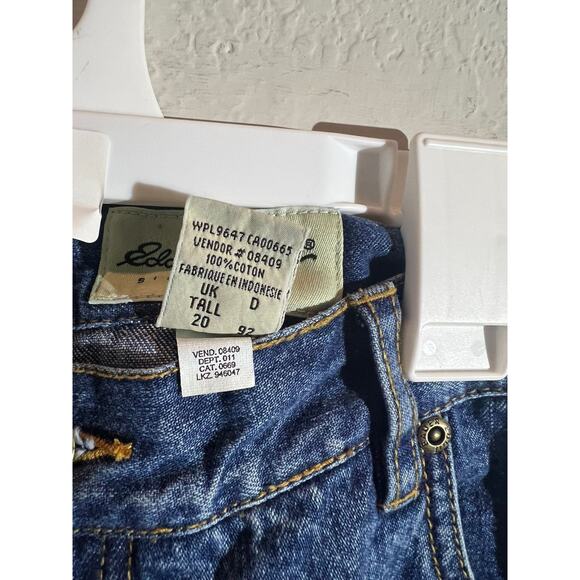 WPL9647 CA00665
VENDOR # 08409
100% COTON
FABRIQUE EN INDONESIE
UK D
TALL
20 92
VEND. 08409
DEPT. 011
CAT. 0669
LKZ. 946047
®